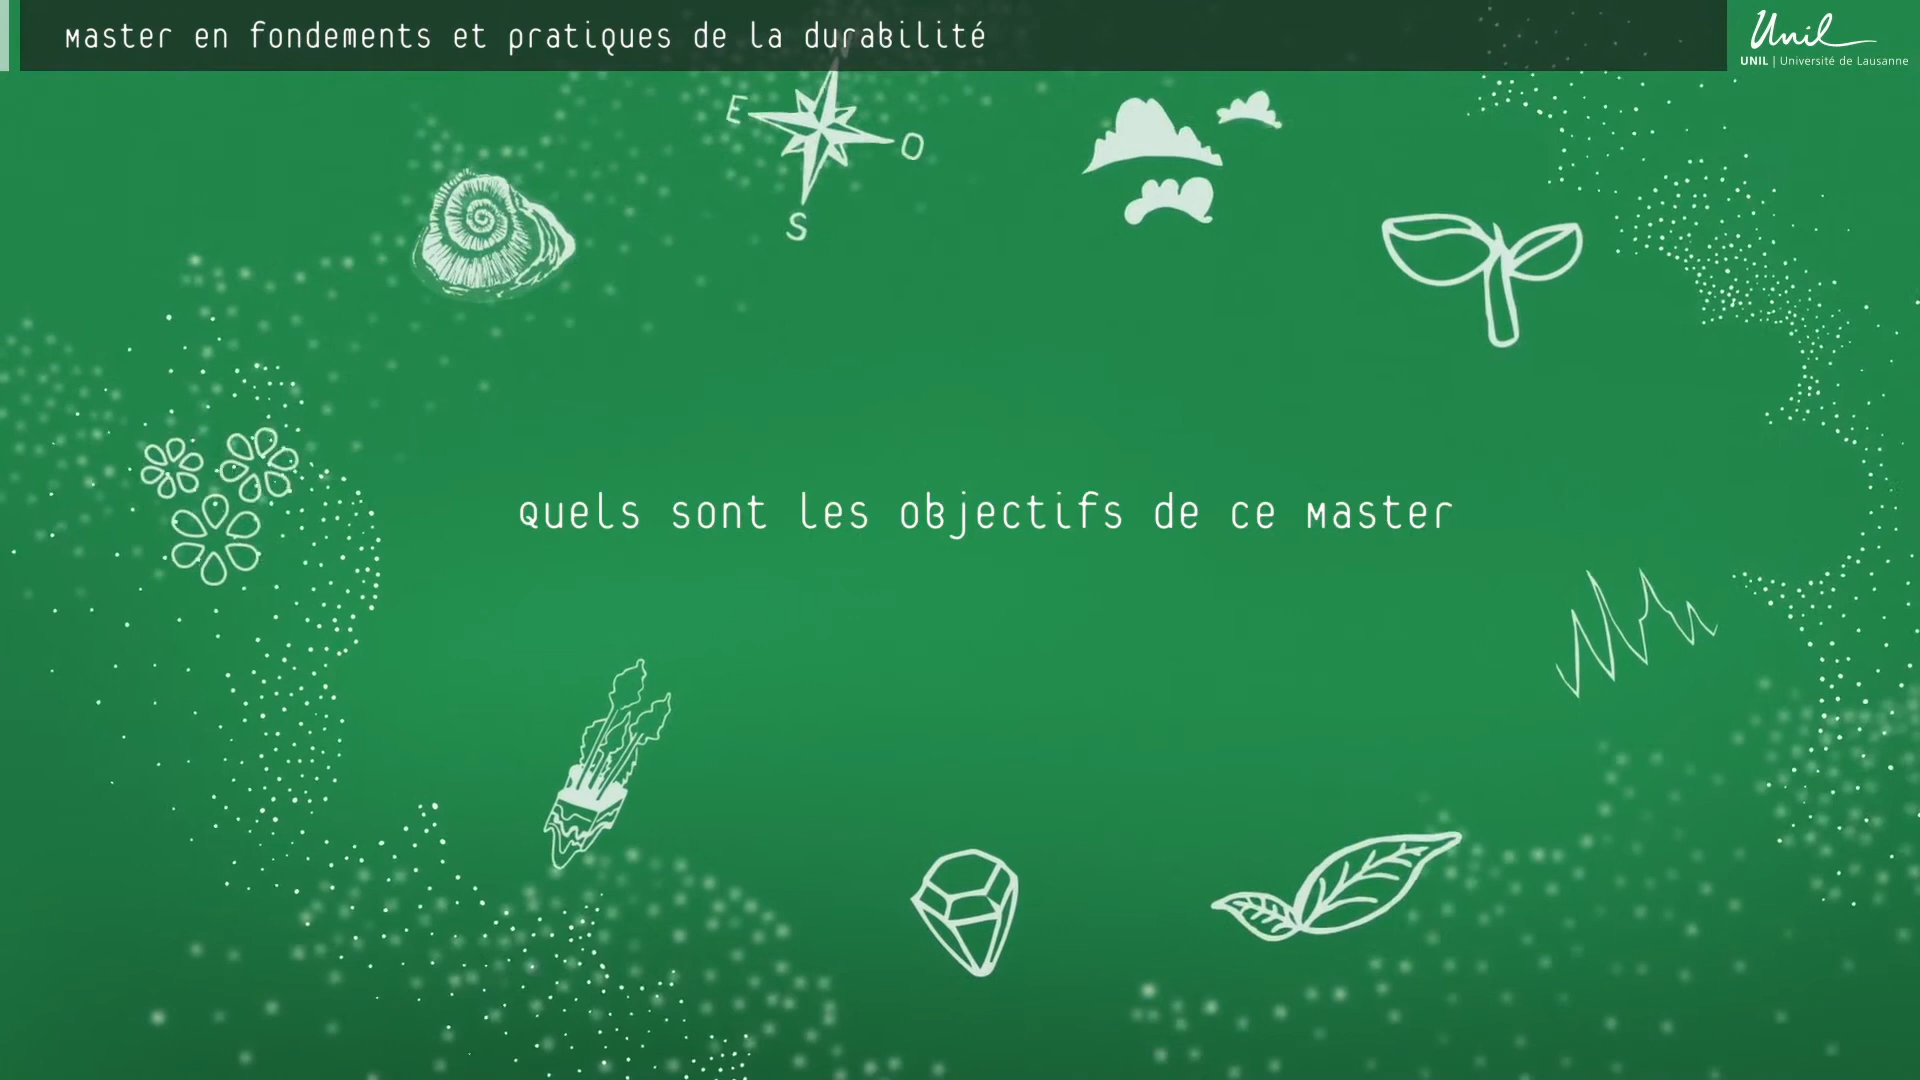 Master en fondements et pratiques de la durabilité
Unil
UNIL | Université de Lausanne
E
O
S
Quels sont les objectifs de ce Master